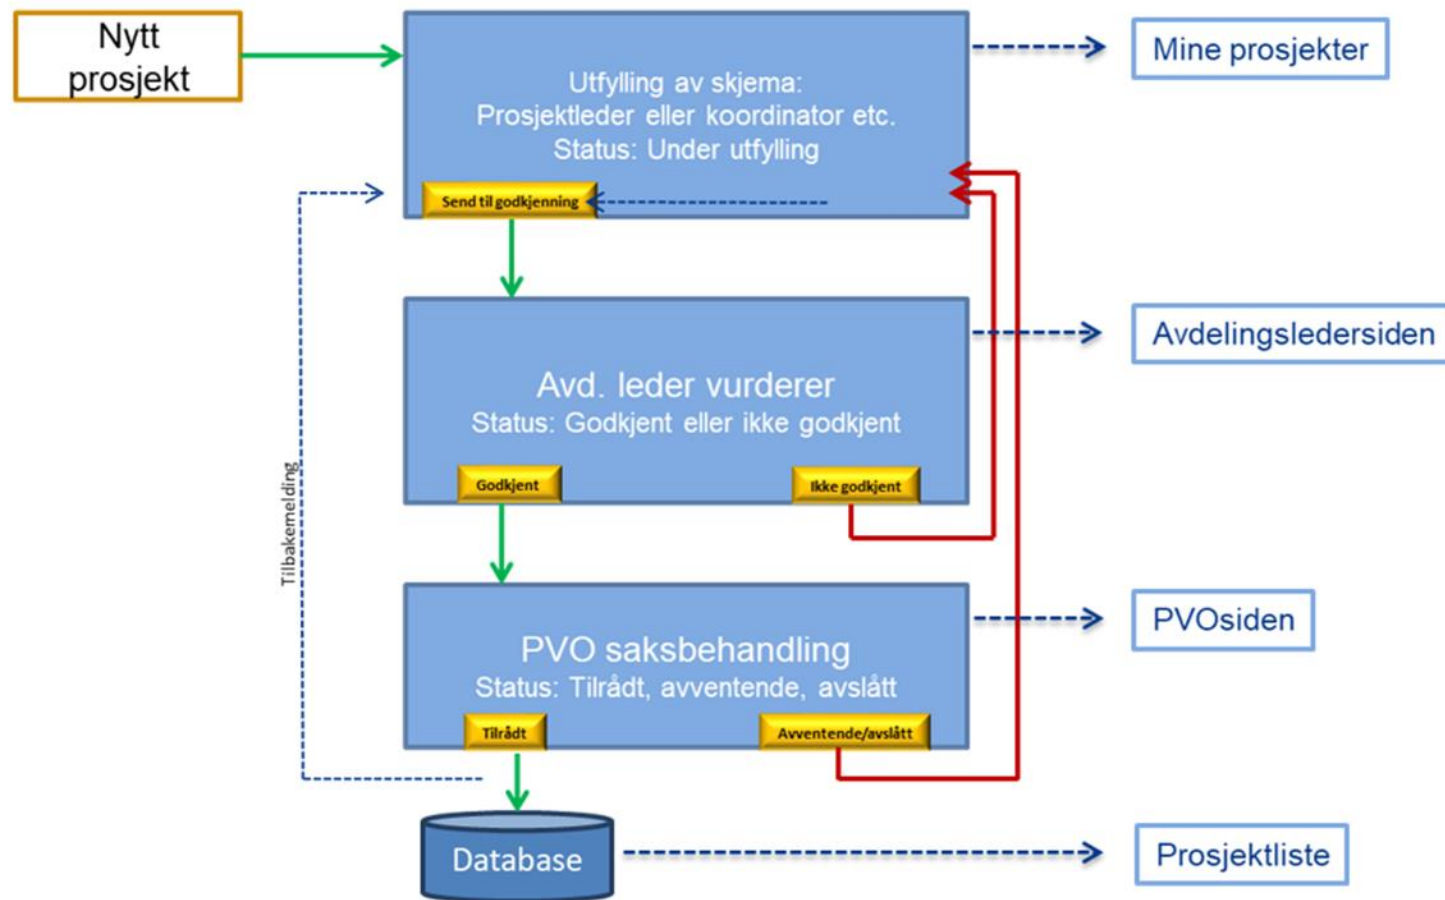 Nytt
prosjekt
Utfylling av skjema:
Prosjektleder eller koordinator etc.
Status: Under utfylling
Send til godkjenning
Mine prosjekter
Avd. leder vurderer
Status: Godkjent eller ikke godkjent
Godkjent
Ikke godkjent
Avdelingsledersiden
Tilbakemelding
PVO saksbehandling
Status: Tilrådt, avventende, avslått
Tilrådt
Avventende/avslått
PVOsiden
Database
Prosjektliste